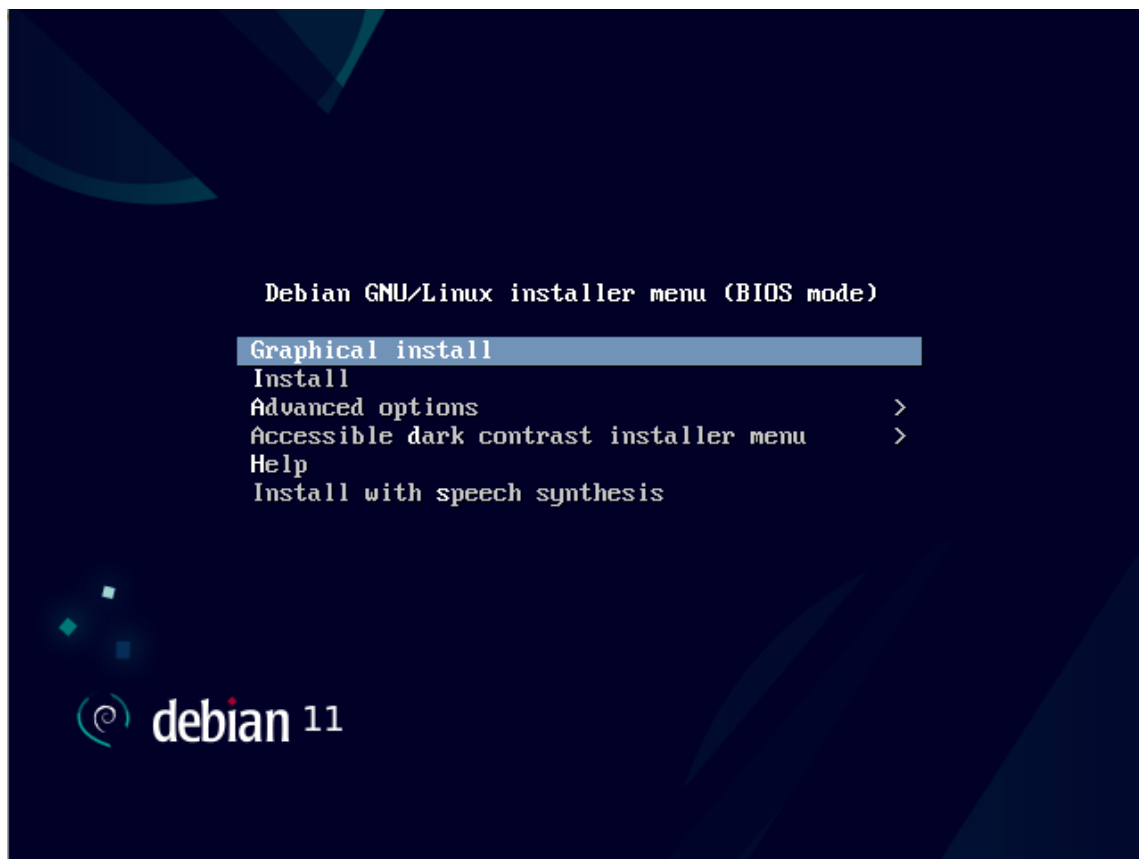 Debian GNU/Linux installer menu (BIOS mode)
Graphical install
Install
Advanced options >
Accessible dark contrast installer menu >
Help
Install with speech synthesis
debian 11